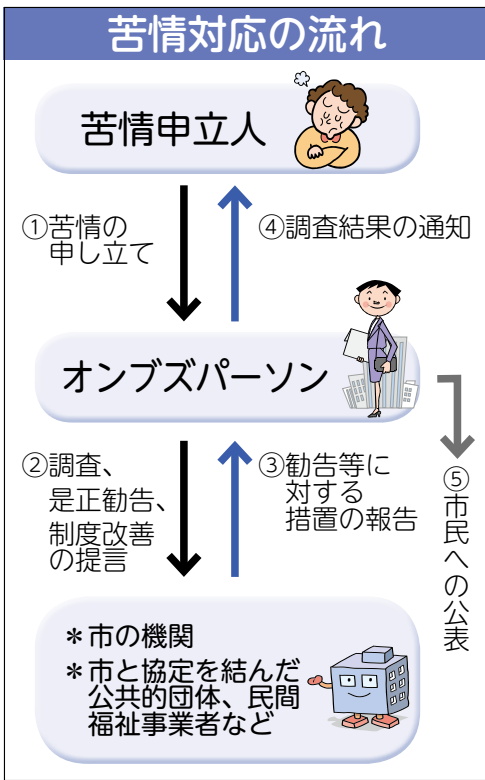 苦情対応の流れ
苦情申立人
①苦情の
申し立て
④調査結果の通知
オンブズパーソン
②調査、
是正勧告、
制度改善
の提言
③勧告等に
対する
措置の報告
⑤市民への公表
＊市の機関
＊市と協定を結んだ
公共的団体、民間
福祉事業者など